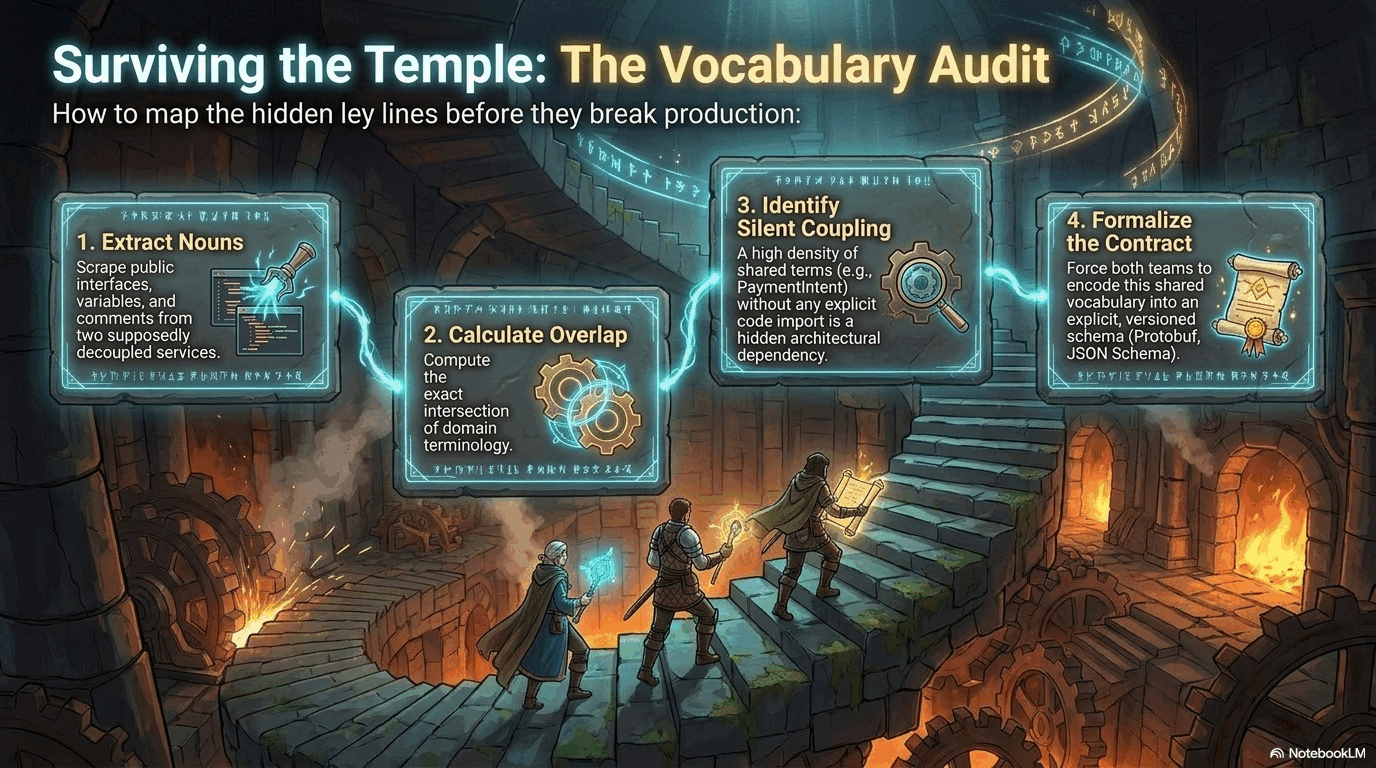 Surviving the Temple: The Vocabulary Audit
How to map the hidden ley lines before they break production:
1. Extract Nouns
Scrape public
interfaces,
variables, and
comments from
two supposedly
decoupled services.
2. Calculate Overlap
Compute
the
exact
intersection
of domain
terminology.
3. Identify
Silent Coupling
A high density of
shared terms (e.g.,
PaymentIntent)
without any explicit
code import is a
hidden architectural
dependency.
4. Formalize
the Contract
Force both teams to
encode this shared
vocabulary into an
explicit, versioned
schema (Protobuf,
JSON Schema).
NotebookLM